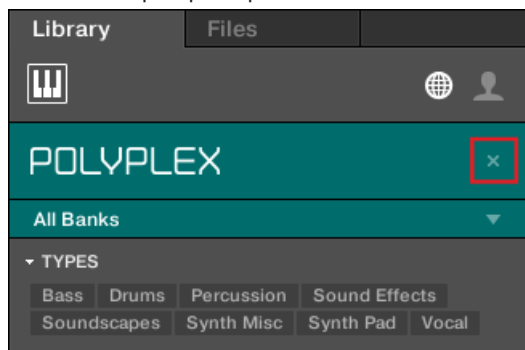 Library Files
POLYPLEX ×
All Banks
TYPES
Bass Drums Percussion Sound Effects
Soundscapes Synth Misc Synth Pad Vocal